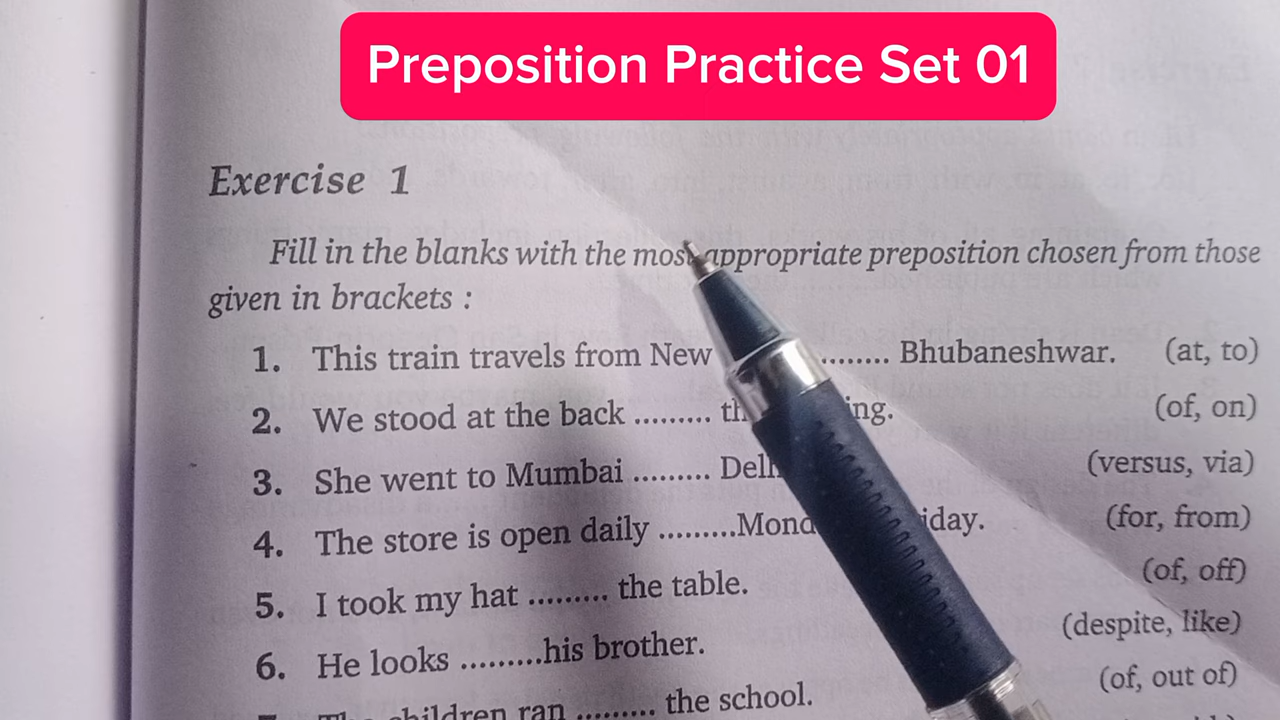 Preposition Practice Set 01
Exercise 1
Fill in the blanks with the most appropriate preposition chosen from those
given in brackets :
1. This train travels from New ......... Bhubaneshwar. (at, to)
2. We stood at the back ......... (of, on)
3. She went to Mumbai ......... (versus, via)
4. The store is open daily ......... (for, from)
5. I took my hat ......... the table. (of, off)
6. He looks .........his brother. (despite, like)
children ran ......... the school. (of, out of)